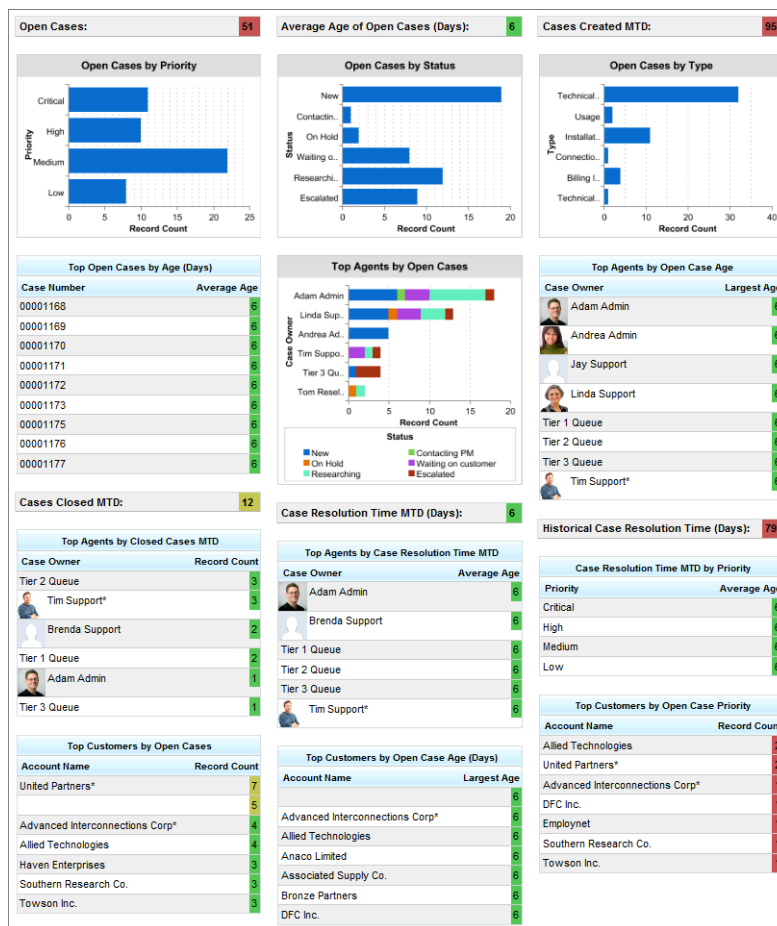 Open Cases: 51
Open Cases by Priority
Critical
High
Medium
Low
Priority
0 5 10 15 20 25
Record Count
Top Open Cases by Age (Days)
Case Number Average Age
00001168 6
00001169 6
00001170 6
00001171 6
00001172 6
00001173 6
00001175 6
00001176 6
00001177 6
Cases Closed MTD: 12
Top Agents by Closed Cases MTD
Case Owner Record Count
Tier 2 Queue 3
Tim Support* 3
Brenda Support 2
Tier 1 Queue 2
Adam Admin 1
Tier 3 Queue 1
Top Customers by Open Cases
Account Name Record Count
United Partners* 7
5
Advanced Interconnections Corp* 4
Allied Technologies 4
Haven Enterprises 3
Southern Research Co. 3
Towson Inc. 3
Average Age of Open Cases (Days): 6
Open Cases by Status
New
Contactin..
On Hold
Waiting o..
Researchi..
Escalated
Status
0 5 10 15 20
Record Count
Top Agents by Open Cases
Adam Admin
Linda Sup..
Andrea Ad..
Tim Suppo..
Tier 3 Qu..
Tom Resel..
Case Owner
0 5 10 15 20
Record Count
Status
New Contacting PM
On Hold Waiting on customer
Researching Escalated
Case Resolution Time MTD (Days): 6
Top Agents by Case Resolution Time MTD
Case Owner Average Age
Adam Admin 6
Brenda Support 6
Tier 1 Queue 6
Tier 2 Queue 6
Tier 3 Queue 6
Tim Support* 6
Top Customers by Open Case Age (Days)
Account Name Largest Age
6
Advanced Interconnections Corp* 6
Allied Technologies 6
Anaco Limited 6
Associated Supply Co. 6
Bronze Partners 6
DFC Inc. 6
Cases Created MTD: 95
Open Cases by Type
Technical..
Usage
Installat..
Connectio..
Billing I..
Technical..
Type
0 10 20 30 40
Record Count
Top Agents by Open Case Age
Case Owner Largest Ag
Adam Admin
Andrea Admin
Jay Support
Linda Support
Tier 1 Queue
Tier 2 Queue
Tier 3 Queue
Tim Support*
Historical Case Resolution Time (Days): 79
Case Resolution Time MTD by Priority
Priority Average Ag
Critical
High
Medium
Low
Top Customers by Open Case Priority
Account Name Record Coun
Allied Technologies
United Partners*
Advanced Interconnections Corp*
DFC Inc.
Employnet
Southern Research Co.
Towson Inc.